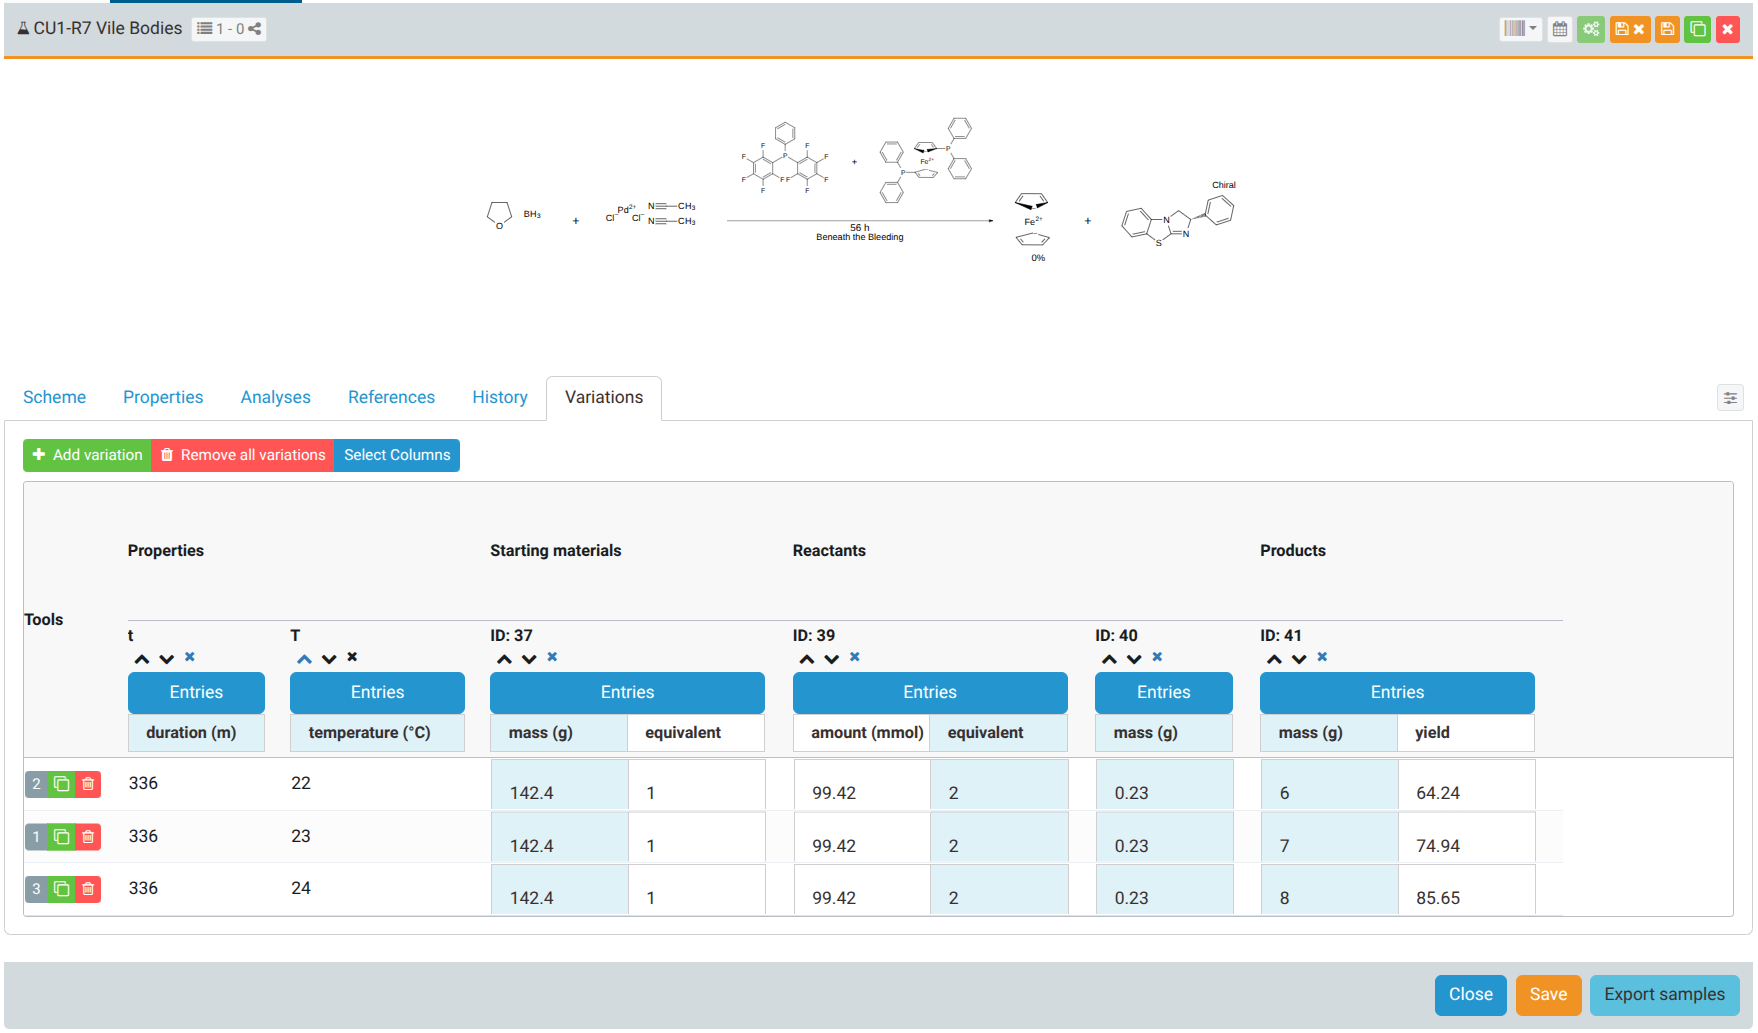 CU1-R7 Vile Bodies 1 - 0
F F F F F F F F F F P
+
P P Fe2+
Chiral
O BH3 + Pd2+ Cl- Cl- N CH3 N CH3
56 h
Beneath the Bleeding
Fe2+
0%
+
N N S
Scheme Properties Analyses References History Variations
Add variation Remove all variations Select Columns
Properties Starting materials Reactants Products
Tools
t T ID: 37 ID: 39 ID: 40 ID: 41
Entries Entries Entries Entries Entries Entries
duration (m) temperature (°C) mass (g) equivalent amount (mmol) equivalent mass (g) mass (g) yield
2 336 22 142.4 1 99.42 2 0.23 6 64.24
1 336 23 142.4 1 99.42 2 0.23 7 74.94
3 336 24 142.4 1 99.42 2 0.23 8 85.65
Close Save Export samples